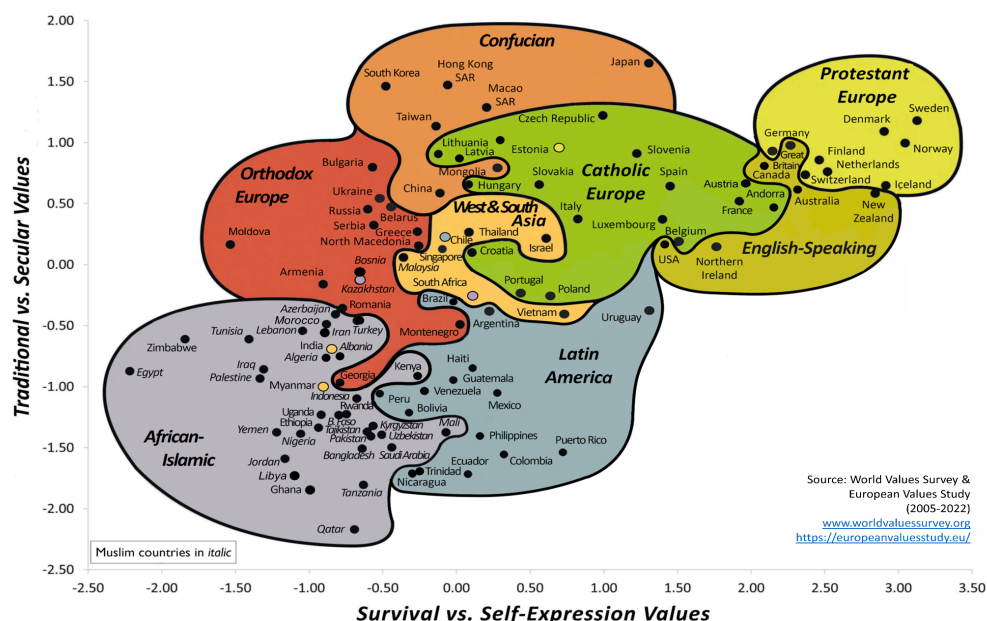 2.00
1.50
1.00
0.50
0.00
-0.50
-1.00
-1.50
-2.00
-2.50
Traditional vs. Secular Values
Confucian
South Korea
Hong Kong
SAR
Japan
Macao
SAR
Taiwan
Protestant
Europe
Sweden
Denmark
Norway
Germany
Finland
Netherlands
Switzerland
Iceland
Great
Britain
Canada
Australia
New
Zealand
English-Speaking
USA
Northern
Ireland
Czech Republic
Lithuania
Latvia
Estonia
Slovenia
Mongolia
Hungary
Slovakia
Catholic
Europe
Spain
Austria
Andorra
France
Italy
Luxembourg
Belgium
Croatia
Portugal
Poland
China
West & South
Asia
Thailand
Israel
Chile
Singapore
Malaysia
South Africa
Vietnam
Orthodox
Europe
Bulgaria
Ukraine
Russia
Belarus
Serbia
Greece
North Macedonia
Moldova
Bosnia
Kazakhstan
Armenia
Romania
Montenegro
Georgia
Brazil
Argentina
Uruguay
Latin
America
Haiti
Guatemala
Venezuela
Mexico
Peru
Bolivia
Philippines
Puerto Rico
Ecuador
Colombia
Trinidad
Nicaragua
Azerbaijan
Morocco
Lebanon
Iran
Turkey
Tunisia
Zimbabwe
India
Albania
Algeria
Egypt
Iraq
Palestine
Myanmar
Kenya
Indonesia
Rwanda
Uganda
B. Faso
Ethiopia
Tajikistan
Kyrgyzstan
Mali
Yemen
Nigeria
Pakistan
Uzbekistan
Bangladesh
Saudi Arabia
African-
Islamic
Jordan
Libya
Ghana
Tanzania
Qatar
Source: World Values Survey &
European Values Study
(2005-2022)
www.worldvaluessurvey.org
https://europeanvaluesstudy.eu/
Muslim countries in italic
-2.50 -2.00 -1.50 -1.00 -0.50 0.00 0.50 1.00 1.50 2.00 2.50 3.00 3.50
Survival vs. Self-Expression Values